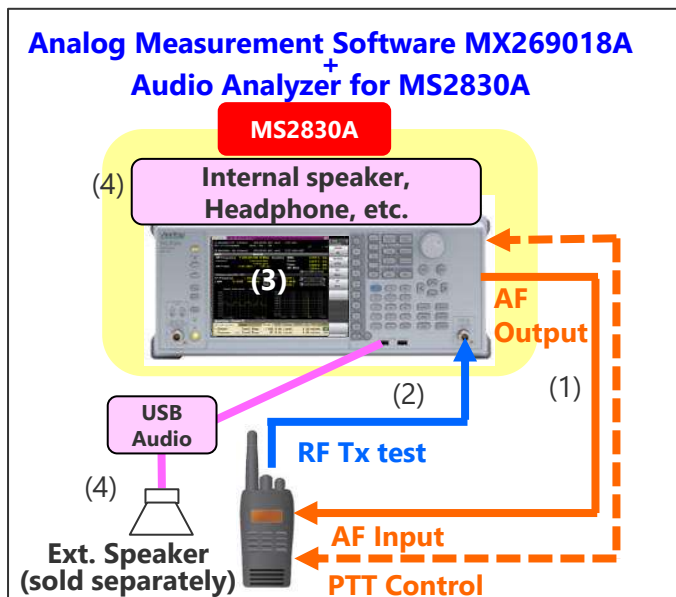 Analog Measurement Software MX269018A
+
Audio Analyzer for MS2830A
MS2830A
(4)
Internal speaker,
Headphone, etc.
(3)
AF
Output
(1)
(2)
USB
Audio
RF Tx test
(4)
AF Input
Ext. Speaker
(sold separately)
PTT Control